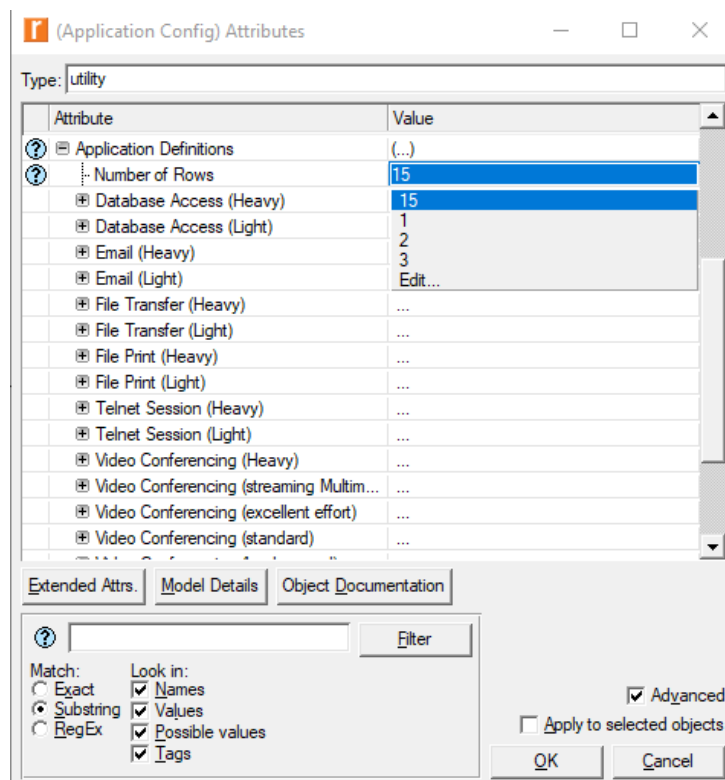 r (Application Config) Attributes
Type: utility
Attribute Value
? Application Definitions (...)
? Number of Rows 15
Database Access (Heavy) 15
Database Access (Light) 1
Email (Heavy) 2
3
Email (Light) Edit...
File Transfer (Heavy) ...
File Transfer (Light) ...
File Print (Heavy) ...
File Print (Light) ...
Telnet Session (Heavy) ...
Telnet Session (Light) ...
Video Conferencing (Heavy) ...
Video Conferencing (streaming Multim... ...
Video Conferencing (excellent effort) ...
Video Conferencing (standard) ...
Extended Attrs. Model Details Object Documentation
? Filter
Match: Look in:
Exact Names
Substring Values
RegEx Possible values
Tags
Advanced
Apply to selected objects
OK Cancel